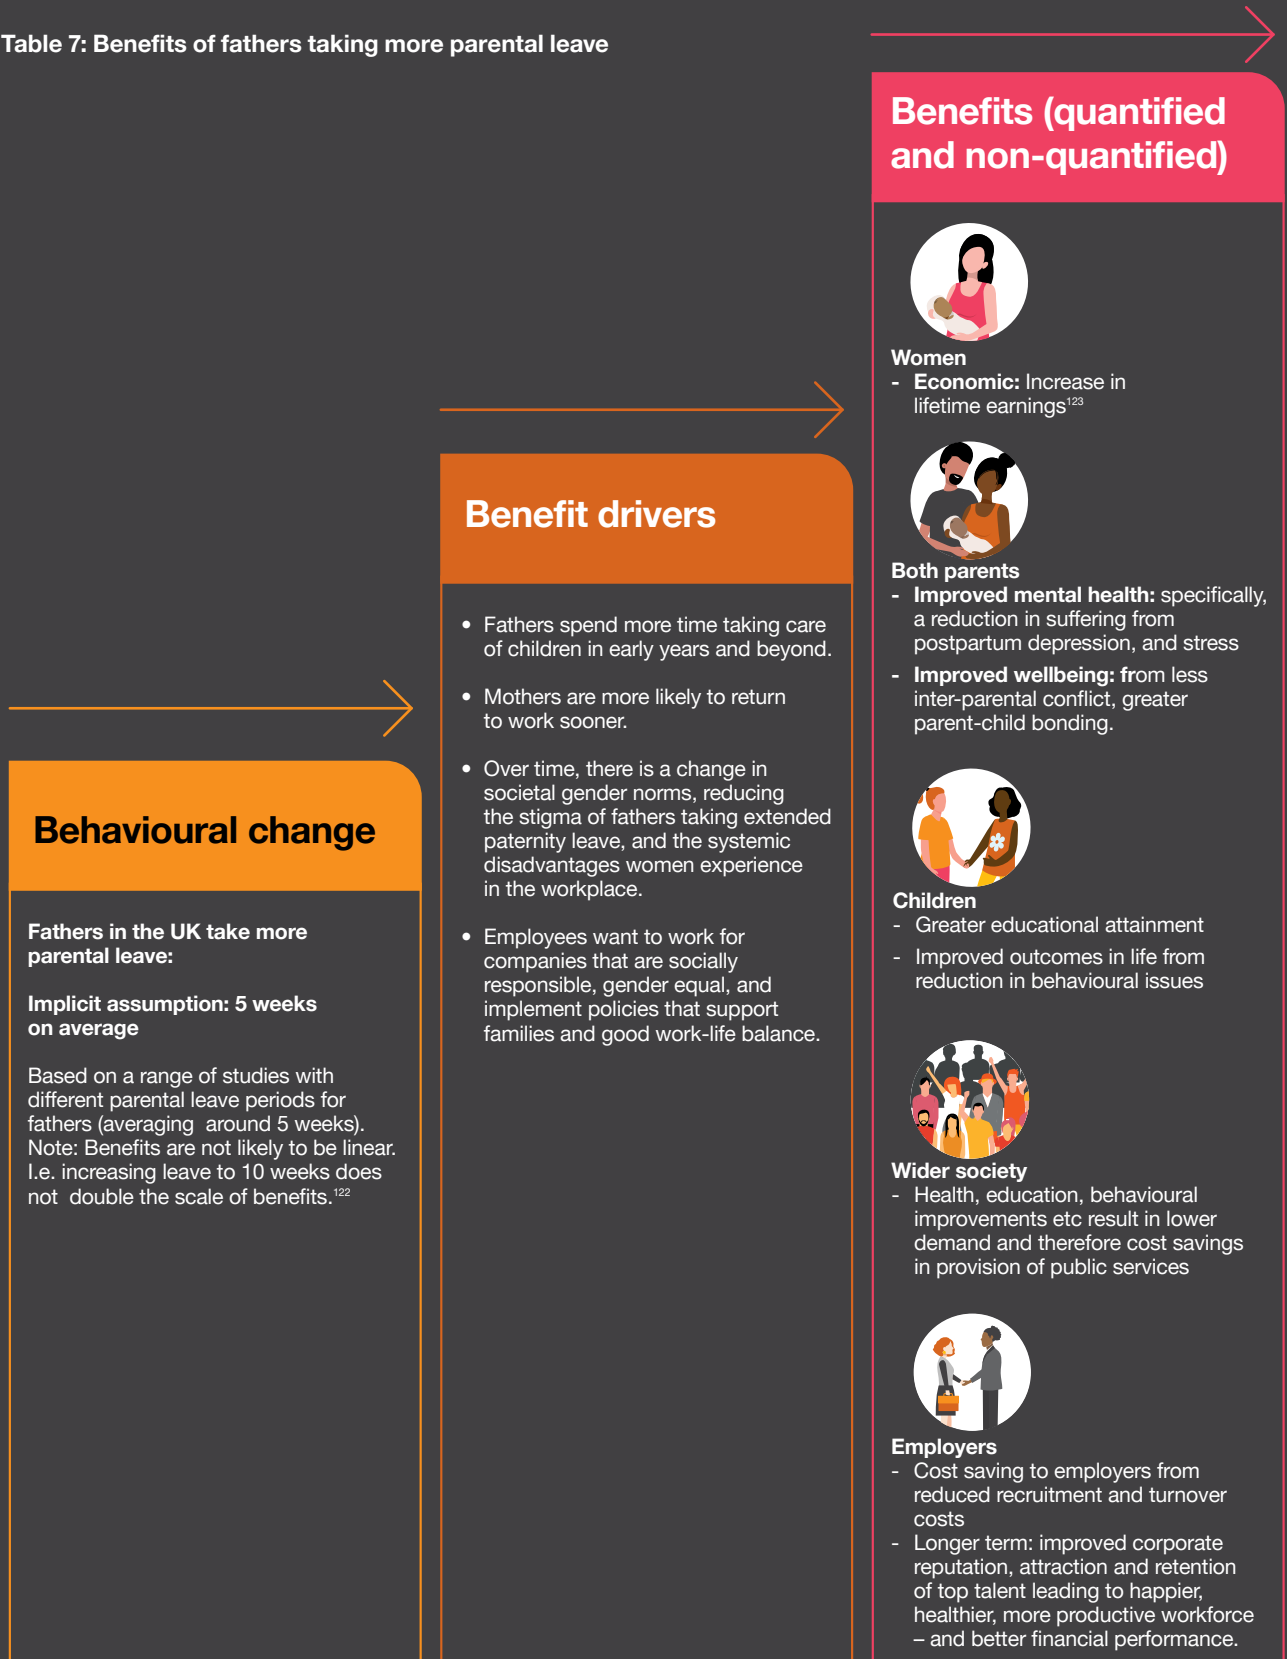 Table 7: Benefits of fathers taking more parental leave
Behavioural change
Fathers in the UK take more
parental leave:
Implicit assumption: 5 weeks
on average
Based on a range of studies with
different parental leave periods for
fathers (averaging around 5 weeks).
Note: Benefits are not likely to be linear.
I.e. increasing leave to 10 weeks does
not double the scale of benefits.122
Benefit drivers
• Fathers spend more time taking care
of children in early years and beyond.
• Mothers are more likely to return
to work sooner.
• Over time, there is a change in
societal gender norms, reducing
the stigma of fathers taking extended
paternity leave, and the systemic
disadvantages women experience
in the workplace.
• Employees want to work for
companies that are socially
responsible, gender equal, and
implement policies that support
families and good work-life balance.
Benefits (quantified
and non-quantified)
Women
- Economic: Increase in
lifetime earnings123
Both parents
- Improved mental health: specifically,
a reduction in suffering from
postpartum depression, and stress
- Improved wellbeing: from less
inter-parental conflict, greater
parent-child bonding.
Children
- Greater educational attainment
- Improved outcomes in life from
reduction in behavioural issues
Wider society
- Health, education, behavioural
improvements etc result in lower
demand and therefore cost savings
in provision of public services
Employers
- Cost saving to employers from
reduced recruitment and turnover
costs
- Longer term: improved corporate
reputation, attraction and retention
of top talent leading to happier,
healthier, more productive workforce
– and better financial performance.